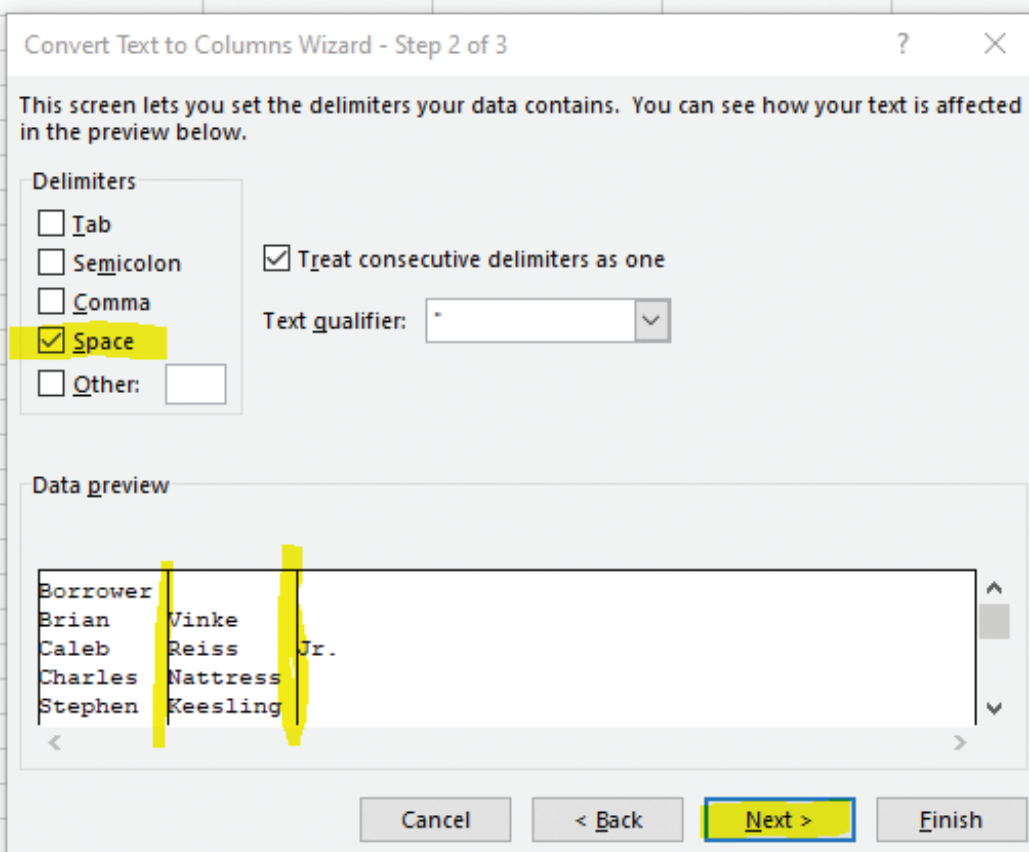 Convert Text to Columns Wizard - Step 2 of 3 ? ×
This screen lets you set the delimiters your data contains.  You can see how your text is affected
in the preview below.
Delimiters
Tab
Semicolon
Comma
Space
Other:
Treat consecutive delimiters as one
Text qualifier: "
Data preview
Borrower
Brian Vinke
Caleb Reiss Jr.
Charles Nattress
Stephen Keesling
Cancel < Back Next > Finish